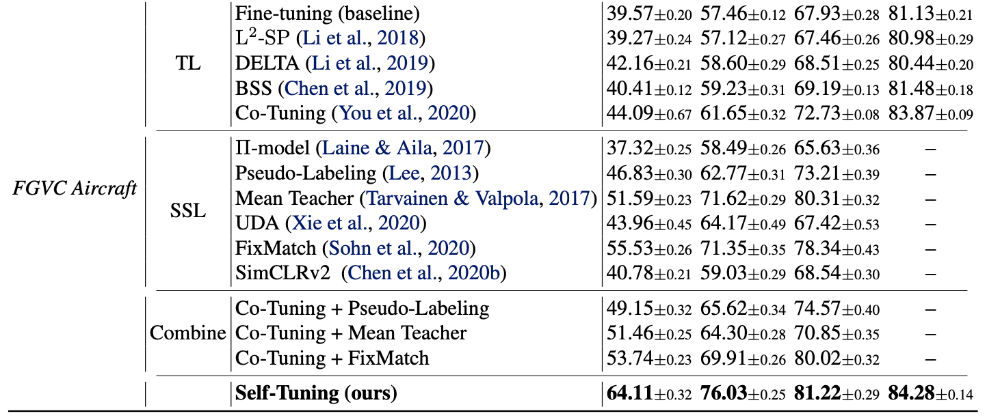 Fine-tuning (baseline) 39.57±0.20 57.46±0.12 67.93±0.28 81.13±0.21
L²-SP (Li et al., 2018) 39.27±0.24 57.12±0.27 67.46±0.26 80.98±0.29
TL DELTA (Li et al., 2019) 42.16±0.21 58.60±0.29 68.51±0.25 80.44±0.20
BSS (Chen et al., 2019) 40.41±0.12 59.23±0.31 69.19±0.13 81.48±0.18
Co-Tuning (You et al., 2020) 44.09±0.67 61.65±0.32 72.73±0.08 83.87±0.09
Π-model (Laine & Aila, 2017) 37.32±0.25 58.49±0.26 65.63±0.36 –
Pseudo-Labeling (Lee, 2013) 46.83±0.30 62.77±0.31 73.21±0.39 –
FGVC Aircraft
Mean Teacher (Tarvainen & Valpola, 2017) 51.59±0.23 71.62±0.29 80.31±0.32 –
SSL
UDA (Xie et al., 2020) 43.96±0.45 64.17±0.49 67.42±0.53 –
FixMatch (Sohn et al., 2020) 55.53±0.26 71.35±0.35 78.34±0.43 –
SimCLRv2 (Chen et al., 2020b) 40.78±0.21 59.03±0.29 68.54±0.30 –
Co-Tuning + Pseudo-Labeling 49.15±0.32 65.62±0.34 74.57±0.40 –
Combine Co-Tuning + Mean Teacher 51.46±0.25 64.30±0.28 70.85±0.35 –
Co-Tuning + FixMatch 53.74±0.23 69.91±0.26 80.02±0.32 –
Self-Tuning (ours) 64.11±0.32 76.03±0.25 81.22±0.29 84.28±0.14